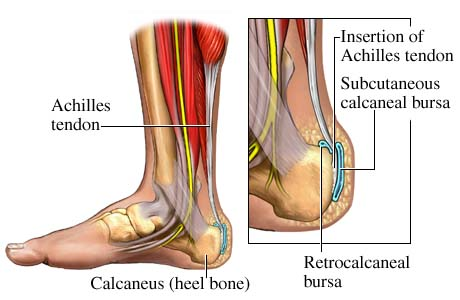 Achilles
tendon
Calcaneus (heel bone)
Insertion of
Achilles tendon
Subcutaneous
calcaneal bursa
Retrocalcaneal
bursa